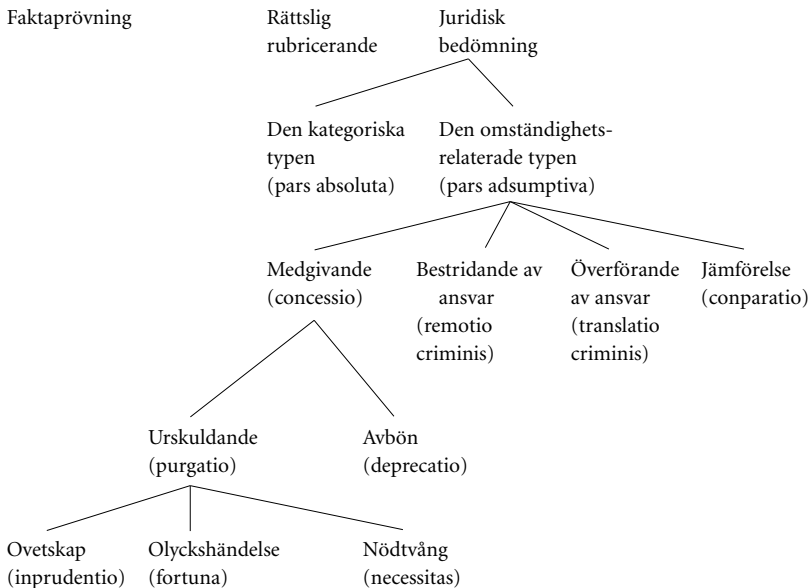 Faktaprövning
Rättslig
rubricerande
Juridisk
bedömning
Den kategoriska
typen
(pars absoluta)
Den omständighets-
relaterade typen
(pars adsumptiva)
Medgivande
(concessio)
Bestridande av
ansvar
(remotio
criminis)
Överförande
av ansvar
(translatio
criminis)
Jämförelse
(conparatio)
Urskuldande
(purgatio)
Avbön
(deprecatio)
Ovetskap
(inprudentio)
Olyckshändelse
(fortuna)
Nödtvång
(necessitas)